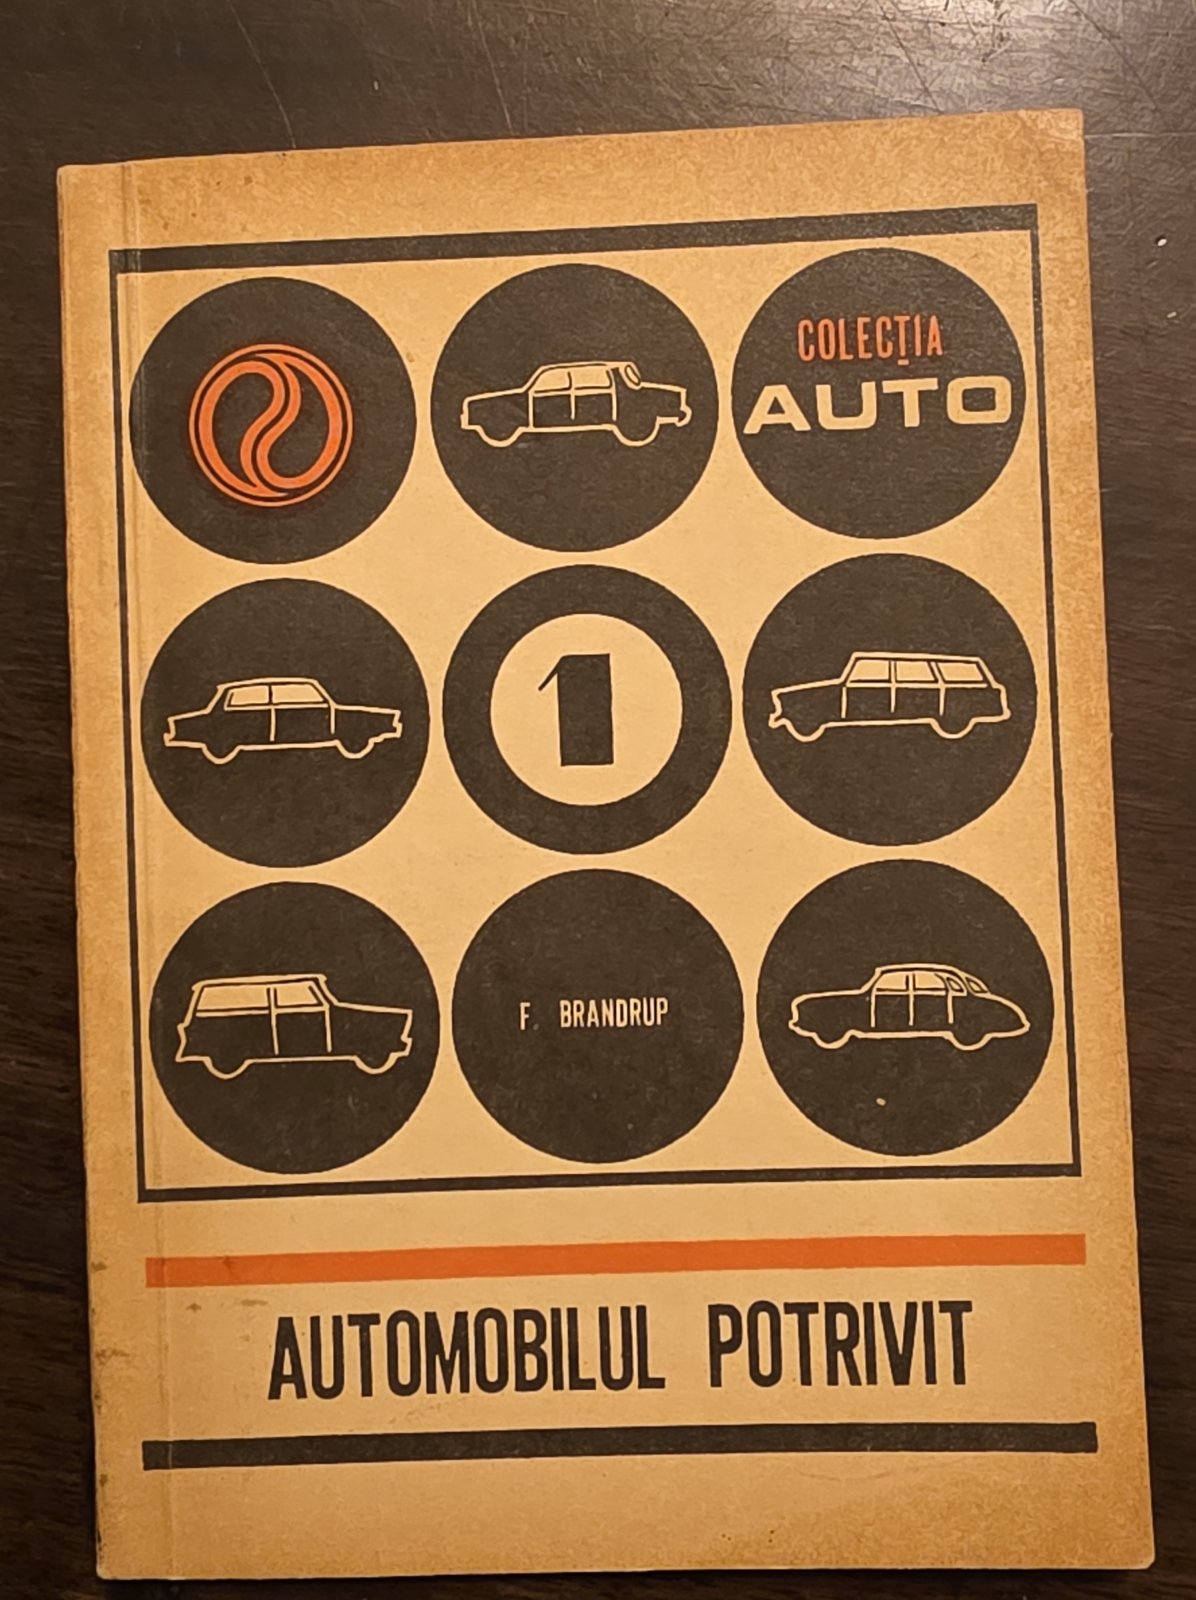 COLECȚIA
AUTO
1
F. BRANDRUP
AUTOMOBILUL POTRIVIT